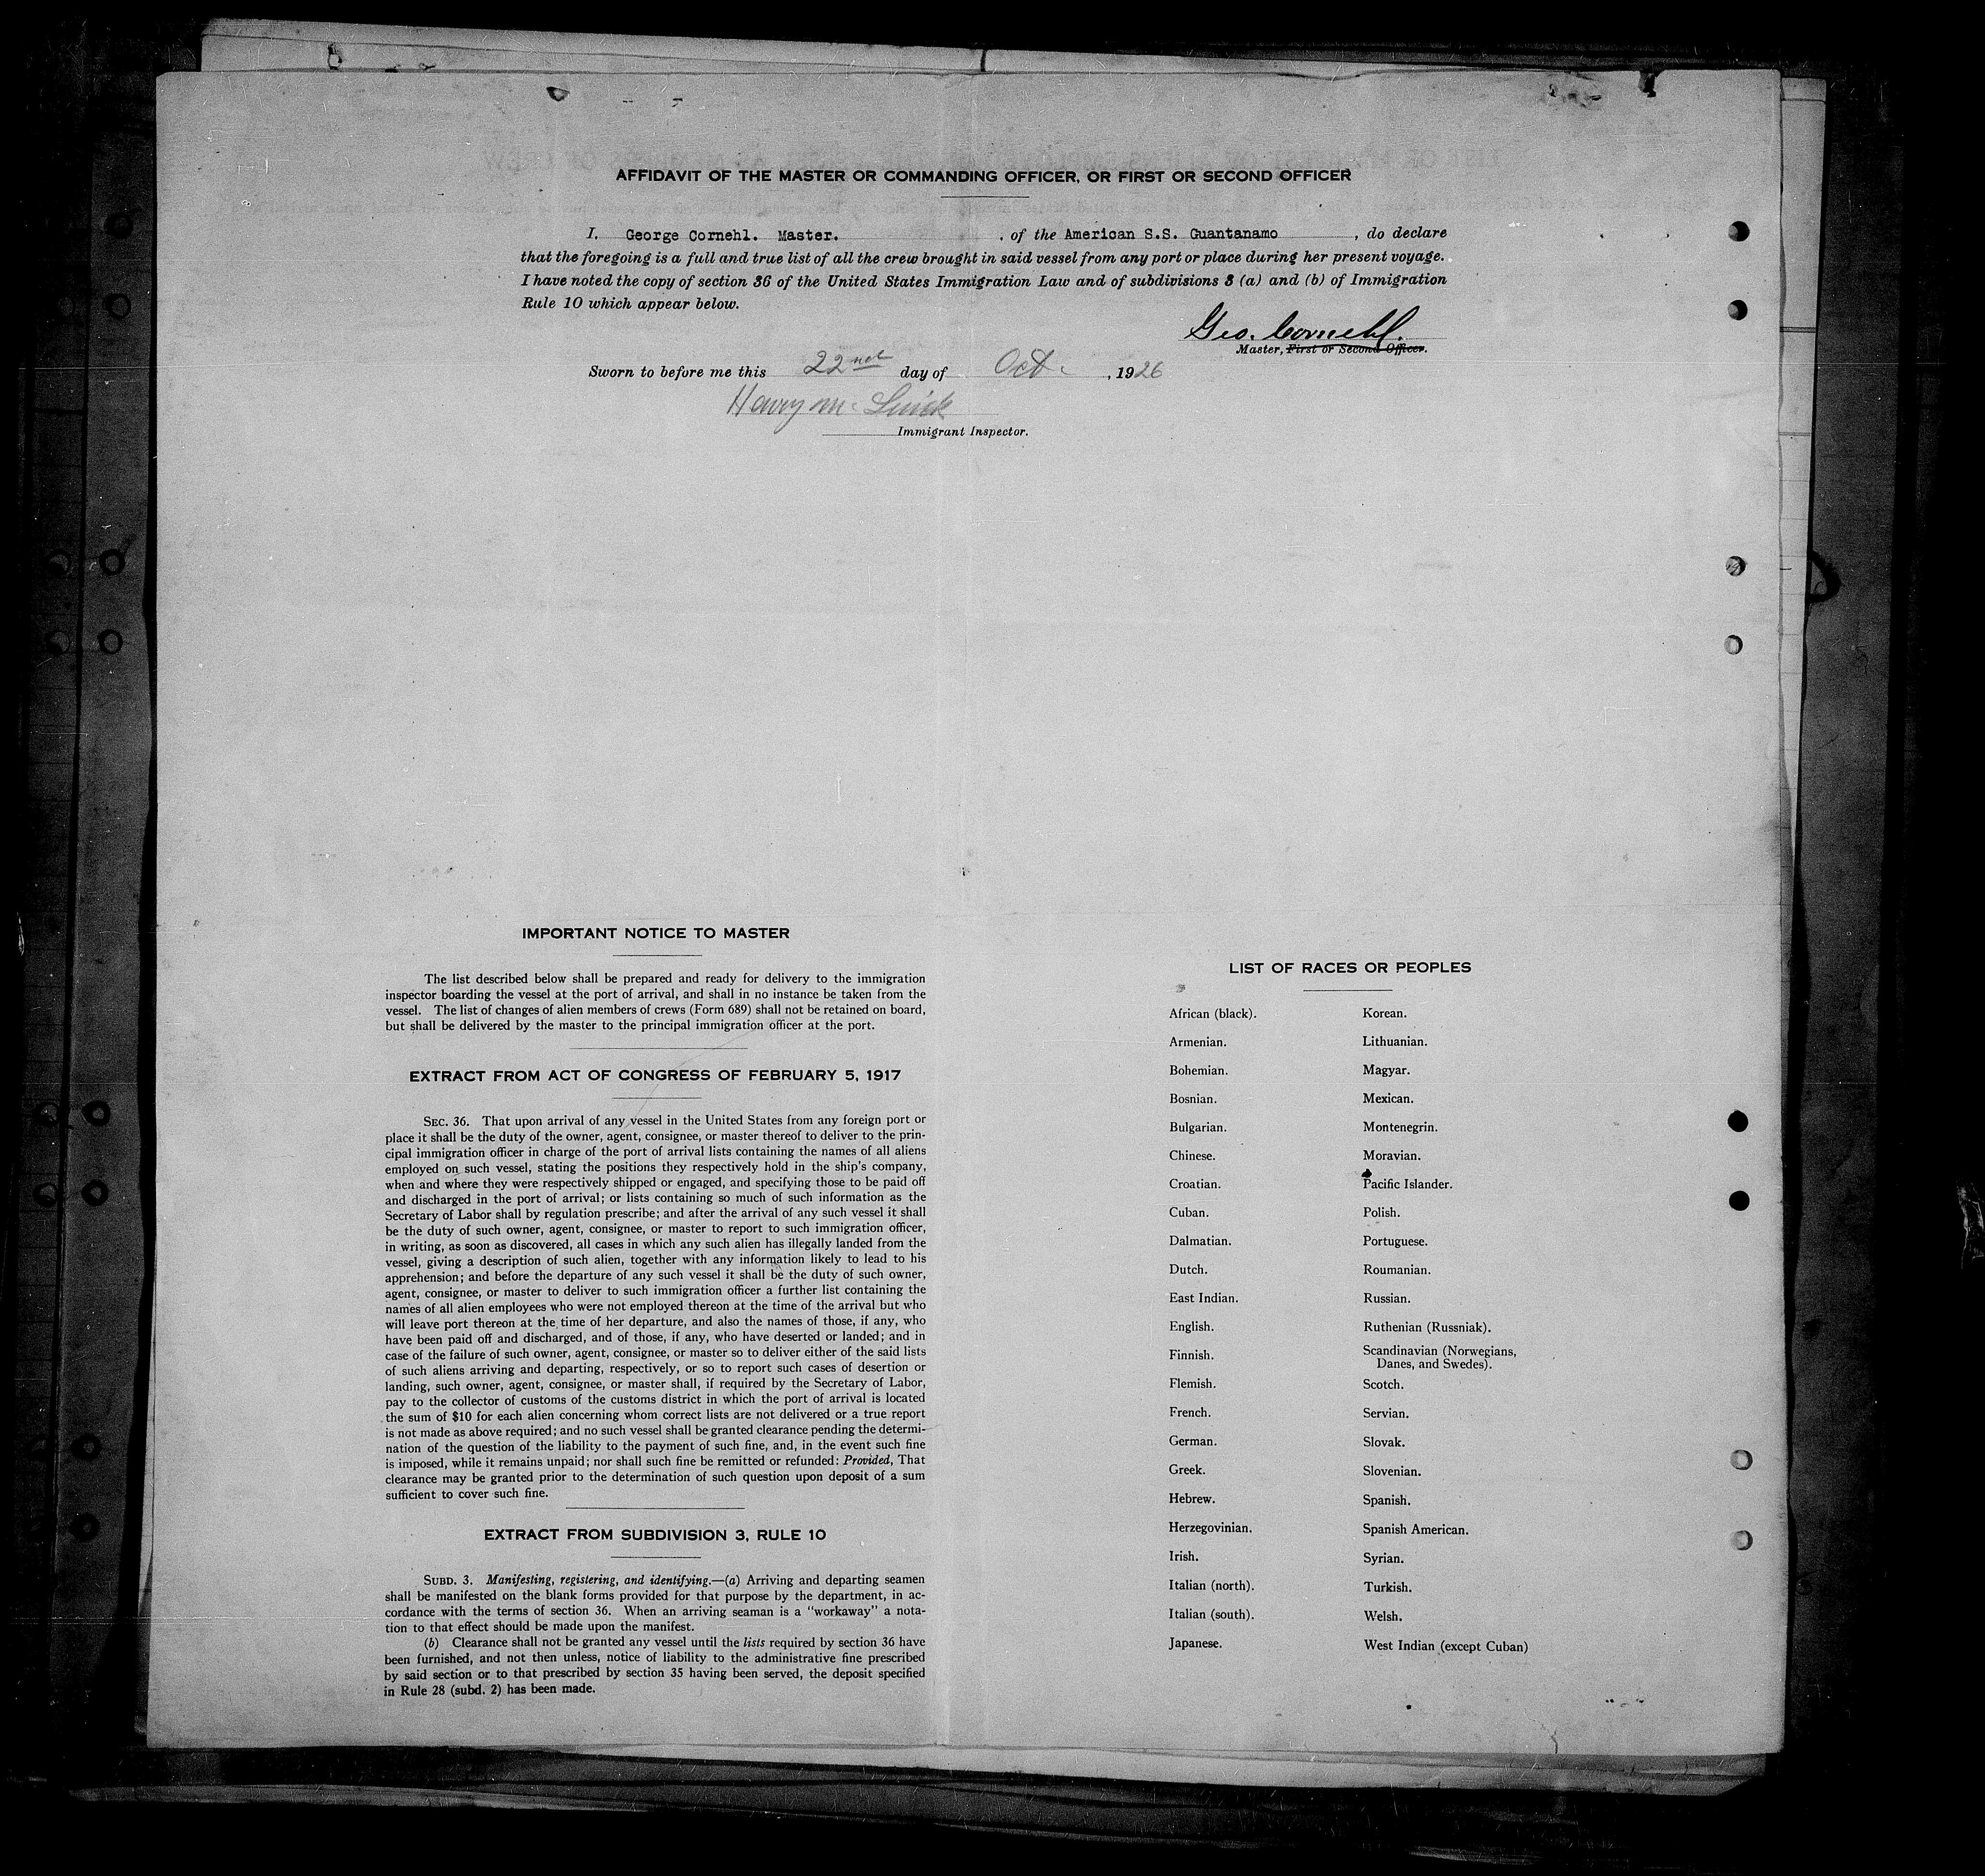 AFFIDAVIT OF THE MASTER OR COMMANDING OFFICER, OR FIRST OR SECOND OFFICER
I, George Cornehl. Master. , of the American S.S. Guantanamo , do declare
that the foregoing is a full and true list of all the crew brought in said vessel from any port or place during her present voyage.
I have noted the copy of section 36 of the United States Immigration Law and of subdivisions 3 (a) and (b) of Immigration
Rule 10 which appear below.
Geo. Cornehl.
Master, First or Second Officer.
Sworn to before me this 22nd day of Oct. , 1926
Harry Mc
Immigrant Inspector.
IMPORTANT NOTICE TO MASTER
The list described below shall be prepared and ready for delivery to the immigration
inspector boarding the vessel at the port of arrival, and shall in no instance be taken from the
vessel. The list of changes of alien members of crews (Form 689) shall not be retained on board,
but shall be delivered by the master to the principal immigration officer at the port.
EXTRACT FROM ACT OF CONGRESS OF FEBRUARY 5, 1917
SEC. 36. That upon arrival of any vessel in the United States from any foreign port or
place it shall be the duty of the owner, agent, consignee, or master thereof to deliver to the prin-
cipal immigration officer in charge of the port of arrival lists containing the names of all aliens
employed on such vessel, stating the positions they respectively hold in the ship's company,
when and where they were respectively shipped or engaged, and specifying those to be paid off
and discharged in the port of arrival; or lists containing so much of such information as the
Secretary of Labor shall by regulation prescribe; and after the arrival of any such vessel it shall
be the duty of such owner, agent, consignee, or master to report to such immigration officer,
in writing, as soon as discovered, all cases in which any such alien has illegally landed from the
vessel, giving a description of such alien, together with any information likely to lead to his
apprehension; and before the departure of any such vessel it shall be the duty of such owner,
agent, consignee, or master to deliver to such immigration officer a further list containing the
names of all alien employees who were not employed thereon at the time of the arrival but who
will leave port thereon at the time of her departure, and also the names of those, if any, who
have been paid off and discharged, and of those, if any, who have deserted or landed; and in
case of the failure of such owner, agent, consignee, or master so to deliver either of the said lists
of such aliens arriving and departing, respectively, or so to report such cases of desertion or
landing, such owner, agent, consignee, or master shall, if required by the Secretary of Labor,
pay to the collector of customs of the customs district in which the port of arrival is located
the sum of $10 for each alien concerning whom correct lists are not delivered or a true report
is not made as above required; and no such vessel shall be granted clearance pending the determi-
nation of the question of the liability to the payment of such fine, and, in the event such fine
is imposed, while it remains unpaid; nor shall such fine be remitted or refunded: Provided, That
clearance may be granted prior to the determination of such question upon deposit of a sum
sufficient to cover such fine.
EXTRACT FROM SUBDIVISION 3, RULE 10
SUBD. 3. Manifesting, registering, and identifying.—(a) Arriving and departing seamen
shall be manifested on the blank forms provided for that purpose by the department, in ac-
cordance with the terms of section 36. When an arriving seaman is a "workaway" a nota-
tion to that effect should be made upon the manifest.
(b) Clearance shall not be granted any vessel until the lists required by section 36 have
been furnished, and not then unless, notice of liability to the administrative fine prescribed
by said section or to that prescribed by section 35 having been served, the deposit specified
in Rule 28 (subd. 2) has been made.
LIST OF RACES OR PEOPLES
African (black).
Armenian.
Bohemian.
Bosnian.
Bulgarian.
Chinese.
Croatian.
Cuban.
Dalmatian.
Dutch.
East Indian.
English.
Finnish.
Flemish.
French.
German.
Greek.
Hebrew.
Herzegovinian.
Irish.
Italian (north).
Italian (south).
Japanese.
Korean.
Lithuanian.
Magyar.
Mexican.
Montenegrin.
Moravian.
Pacific Islander.
Polish.
Portuguese.
Roumanian.
Russian.
Ruthenian (Russniak).
Scandinavian (Norwegians,
Danes, and Swedes).
Scotch.
Servian.
Slovak.
Slovenian.
Spanish.
Spanish American.
Syrian.
Turkish.
Welsh.
West Indian (except Cuban)